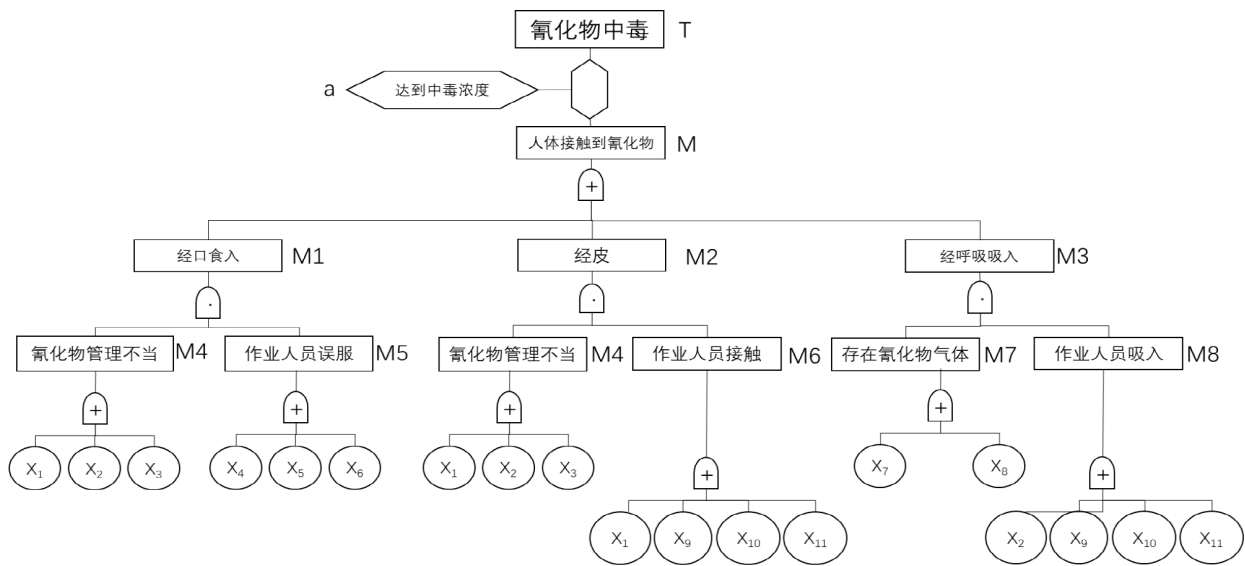 氰化物中毒 T
a 达到中毒浓度
人体接触到氰化物 M
+
经口食入 M1 经皮 M2 经呼吸吸入 M3
· · ·
氰化物管理不当 M4 作业人员误服 M5 氰化物管理不当 M4 作业人员接触 M6 存在氰化物气体 M7 作业人员吸入 M8
+ + + +
X₁ X₂ X₃ X₄ X₅ X₆ X₁ X₂ X₃ X₇ X₈
+ +
X₁ X₉ X₁₀ X₁₁ X₂ X₉ X₁₀ X₁₁